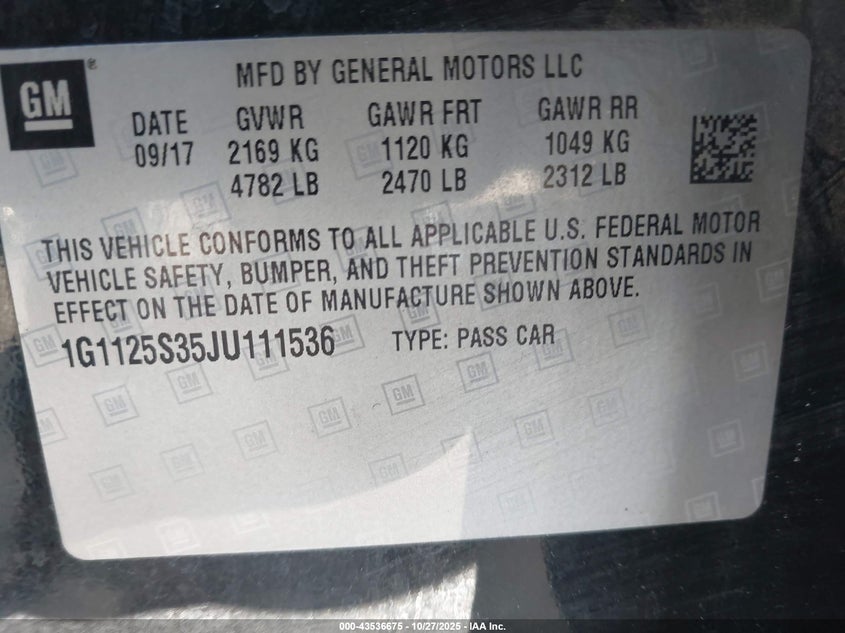 GM ®
MFD BY GENERAL MOTORS LLC
DATE GVWR GAWR FRT GAWR RR
09/17 2169 KG 1120 KG 1049 KG
4782 LB 2470 LB 2312 LB
THIS VEHICLE CONFORMS TO ALL APPLICABLE U.S. FEDERAL MOTOR
VEHICLE SAFETY, BUMPER, AND THEFT PREVENTION STANDARDS IN
EFFECT ON THE DATE OF MANUFACTURE SHOWN ABOVE.
1G1125S35JU111536 TYPE: PASS CAR
000-43536675 - 10/27/2025 - IAA Inc.